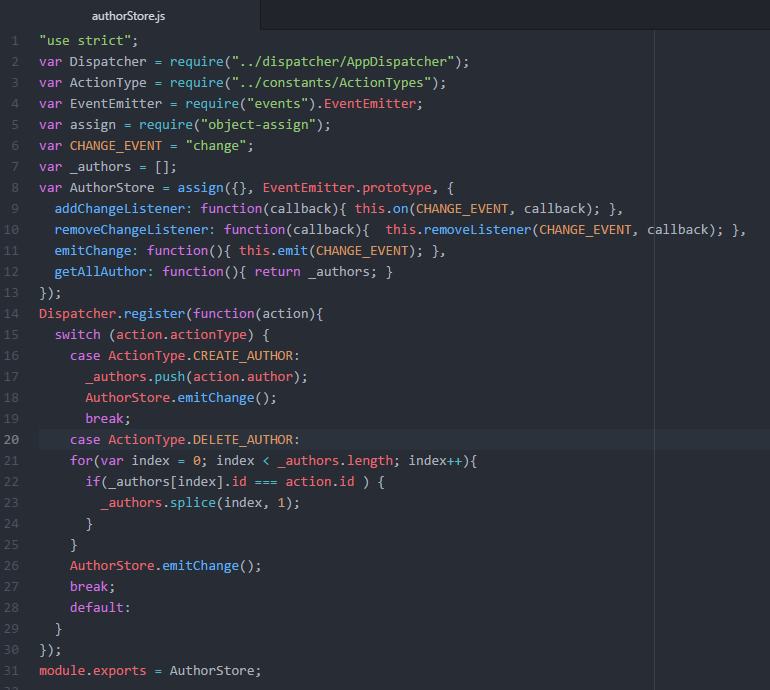 authorStore.js
1 "use strict";
2 var Dispatcher = require("../dispatcher/AppDispatcher");
3 var ActionType = require("../constants/ActionTypes");
4 var EventEmitter = require("events").EventEmitter;
5 var assign = require("object-assign");
6 var CHANGE_EVENT = "change";
7 var _authors = [];
8 var AuthorStore = assign({}, EventEmitter.prototype, {
9   addChangeListener: function(callback){ this.on(CHANGE_EVENT, callback); },
10   removeChangeListener: function(callback){  this.removeListener(CHANGE_EVENT, callback); },
11   emitChange: function(){ this.emit(CHANGE_EVENT); },
12   getAllAuthor: function(){ return _authors; }
13 });
14 Dispatcher.register(function(action){
15   switch (action.actionType) {
16     case ActionType.CREATE_AUTHOR:
17       _authors.push(action.author);
18       AuthorStore.emitChange();
19       break;
20     case ActionType.DELETE_AUTHOR:
21     for(var index = 0; index < _authors.length; index++){
22       if(_authors[index].id === action.id ) {
23         _authors.splice(index, 1);
24       }
25     }
26     AuthorStore.emitChange();
27     break;
28     default:
29   }
30 });
31 module.exports = AuthorStore;